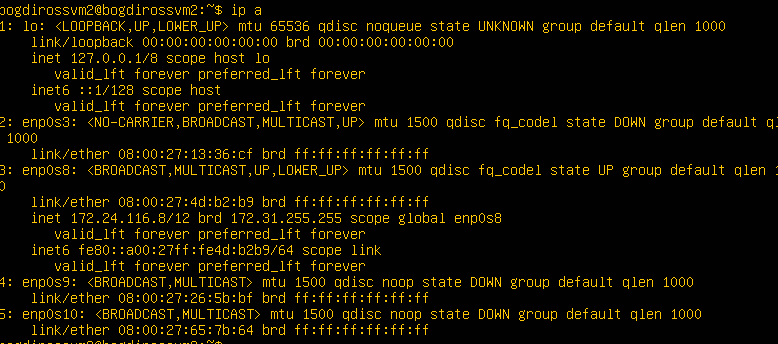 bogdirossvm2@bogdirossvm2:~$ ip a
1: lo: <LOOPBACK,UP,LOWER_UP> mtu 65536 qdisc noqueue state UNKNOWN group default qlen 1000
link/loopback 00:00:00:00:00:00 brd 00:00:00:00:00:00
inet 127.0.0.1/8 scope host lo
valid_lft forever preferred_lft forever
inet6 ::1/128 scope host
valid_lft forever preferred_lft forever
2: enp0s3: <NO-CARRIER,BROADCAST,MULTICAST,UP> mtu 1500 qdisc fq_codel state DOWN group default ql
1000
link/ether 08:00:27:13:36:cf brd ff:ff:ff:ff:ff:ff
3: enp0s8: <BROADCAST,MULTICAST,UP,LOWER_UP> mtu 1500 qdisc fq_codel state UP group default qlen 1
0
link/ether 08:00:27:4d:b2:b9 brd ff:ff:ff:ff:ff:ff
inet 172.24.116.8/12 brd 172.31.255.255 scope global enp0s8
valid_lft forever preferred_lft forever
inet6 fe80::a00:27ff:fe4d:b2b9/64 scope link
valid_lft forever preferred_lft forever
4: enp0s9: <BROADCAST,MULTICAST> mtu 1500 qdisc noop state DOWN group default qlen 1000
link/ether 08:00:27:26:5b:bf brd ff:ff:ff:ff:ff:ff
5: enp0s10: <BROADCAST,MULTICAST> mtu 1500 qdisc noop state DOWN group default qlen 1000
link/ether 08:00:27:65:7b:64 brd ff:ff:ff:ff:ff:ff
bogdirossvm2@bogdirossvm2:~$